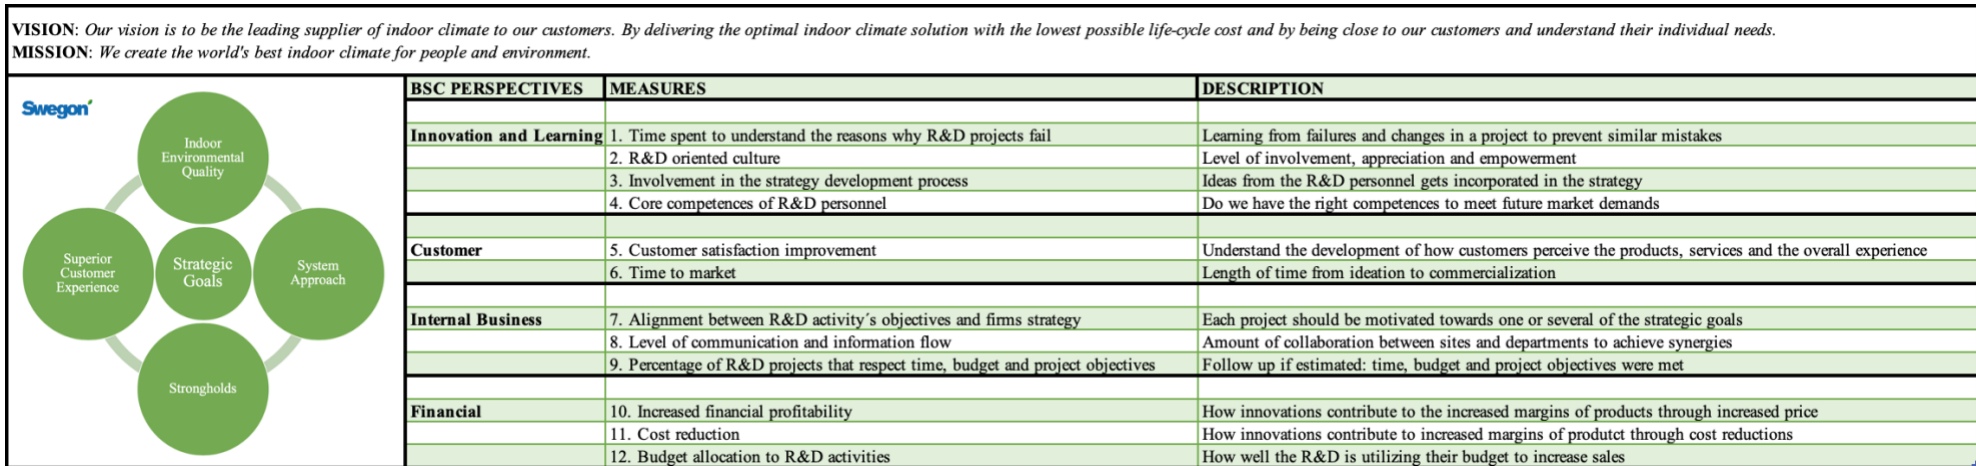 VISION: Our vision is to be the leading supplier of indoor climate to our customers. By delivering the optimal indoor climate solution with the lowest possible life-cycle cost and by being close to our customers and understand their individual needs.
MISSION: We create the world's best indoor climate for people and environment.
Swegon
Indoor
Environmental
Quality
Superior
Customer
Experience
Strategic
Goals
System
Approach
Strongholds
BSC PERSPECTIVES MEASURES DESCRIPTION
Innovation and Learning 1. Time spent to understand the reasons why R&D projects fail Learning from failures and changes in a project to prevent similar mistakes
2. R&D oriented culture Level of involvement, appreciation and empowerment
3. Involvement in the strategy development process Ideas from the R&D personnel gets incorporated in the strategy
4. Core competences of R&D personnel Do we have the right competences to meet future market demands
Customer 5. Customer satisfaction improvement Understand the development of how customers perceive the products, services and the overall experience
6. Time to market Length of time from ideation to commercialization
Internal Business 7. Alignment between R&D activity´s objectives and firms strategy Each project should be motivated towards one or several of the strategic goals
8. Level of communication and information flow Amount of collaboration between sites and departments to achieve synergies
9. Percentage of R&D projects that respect time, budget and project objectives Follow up if estimated: time, budget and project objectives were met
Financial 10. Increased financial profitability How innovations contribute to the increased margins of products through increased price
11. Cost reduction How innovations contribute to increased margins of produtct through cost reductions
12. Budget allocation to R&D activities How well the R&D is utilizing their budget to increase sales